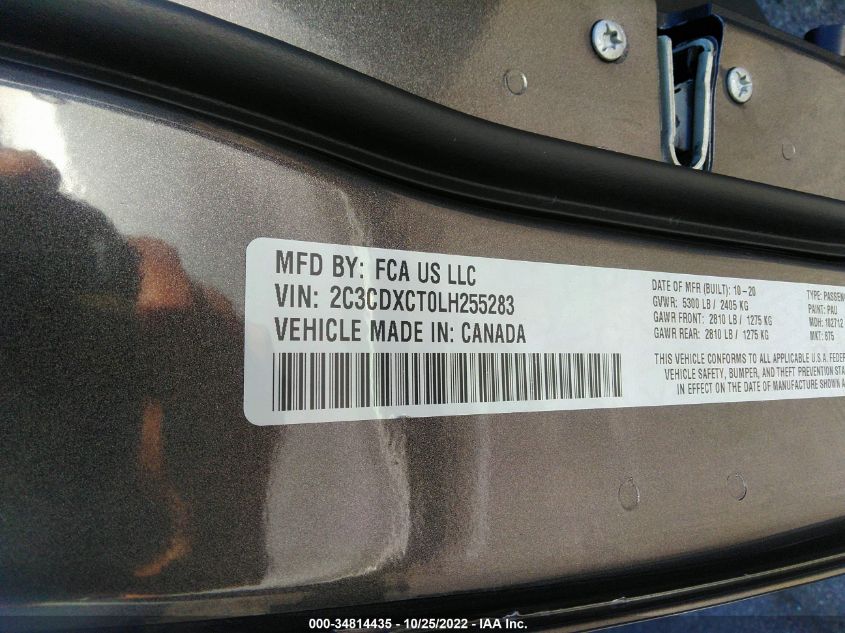 MFD BY: FCA US LLC
VIN: 2C3CDXCT0LH255283
VEHICLE MADE IN: CANADA
DATE OF MFR (BUILT): 10-20
GVWR: 5300 LB / 2405 KG
GAWR FRONT: 2810 LB / 1275 KG
GAWR REAR: 2810 LB / 1275 KG
TYPE: PASSEN
PAINT: PAU
MDH: 102712
MKT: 875
THIS VEHICLE CONFORMS TO ALL APPLICABLE U.S.A. FEDER
VEHICLE SAFETY, BUMPER, AND THEFT PREVENTION STA
IN EFFECT ON THE DATE OF MANUFACTURE SHOWN A
000-34814435 - 10/25/2022 - IAA Inc.